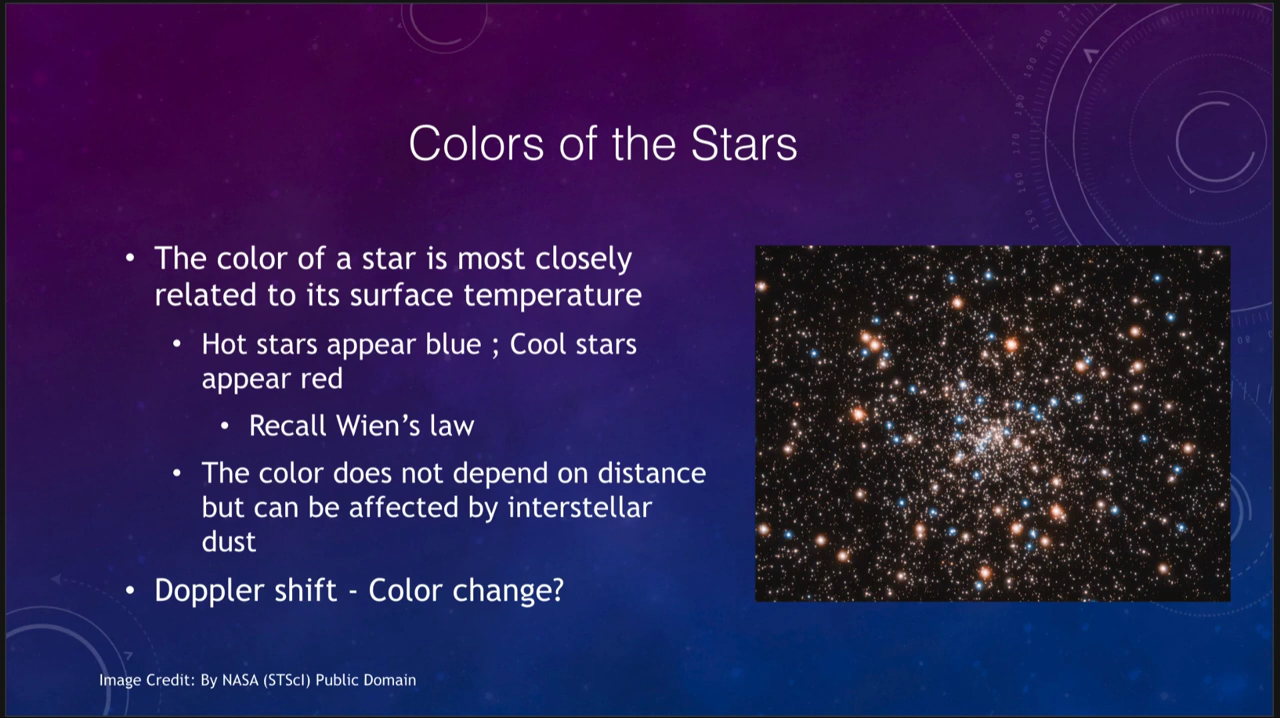 Colors of the Stars
• The color of a star is most closely
related to its surface temperature
• Hot stars appear blue ; Cool stars
appear red
• Recall Wien’s law
• The color does not depend on distance
but can be affected by interstellar
dust
• Doppler shift - Color change?
Image Credit: By NASA (STScI) Public Domain